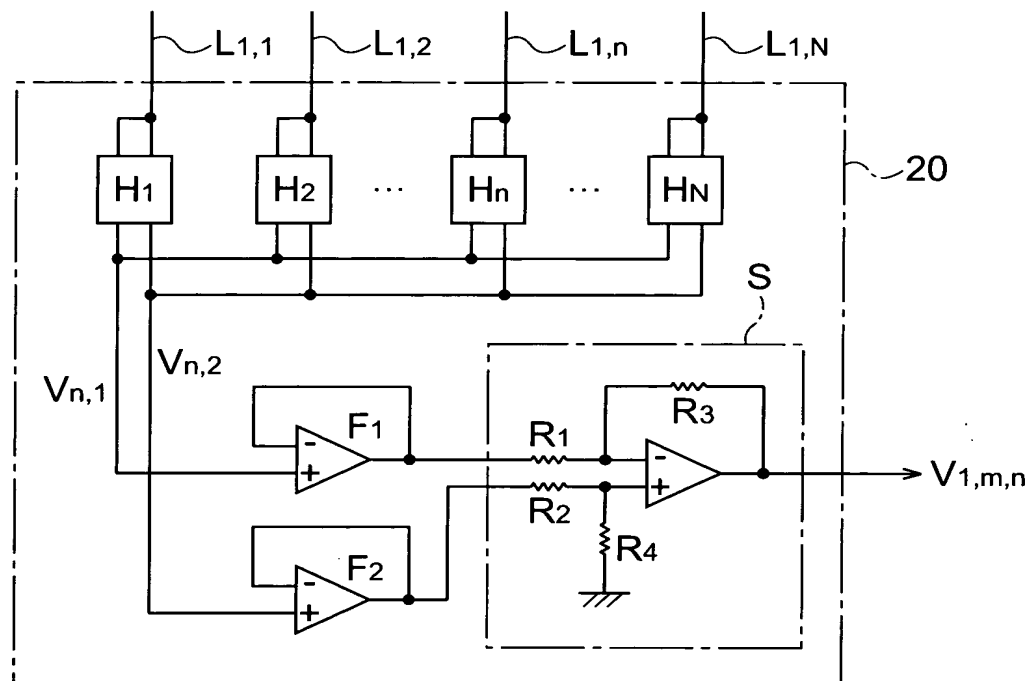 L1,1 L1,2 L1,n L1,N
20
H1 H2 ... Hn ... HN
S
Vn,2
Vn,1
R3
F1 R1
- +
- +
V1,m,n
R2
R4
F2
- +